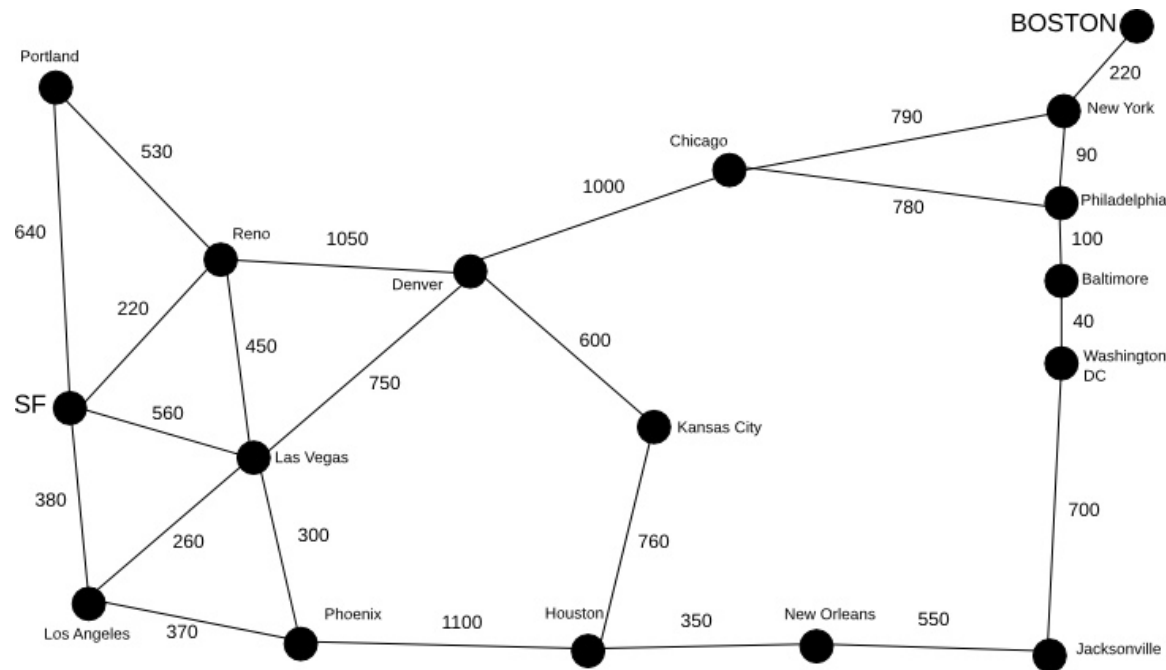 BOSTON
Portland
220
New York
790
Chicago
530
90
1000
Philadelphia
780
640
Reno
1050
100
Denver
Baltimore
220
40
450
600
Washington
DC
750
SF
560
Kansas City
Las Vegas
380
700
260
300
760
Phoenix
Houston
New Orleans
Los Angeles
370
1100
350
550
Jacksonville